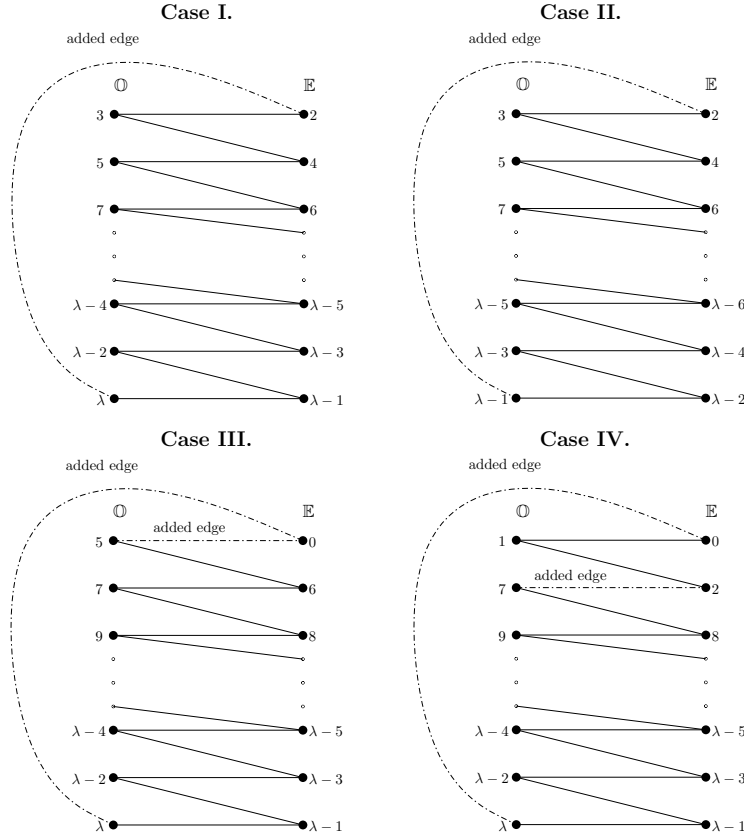 Case I.
added edge
𝕆 𝔼
3 2
5 4
7 6
λ − 4 λ − 5
λ − 2 λ − 3
λ λ − 1
Case II.
added edge
𝕆 𝔼
3 2
5 4
7 6
λ − 5 λ − 6
λ − 3 λ − 4
λ − 1 λ − 2
Case III.
added edge
𝕆 𝔼
added edge
5 0
7 6
9 8
λ − 4 λ − 5
λ − 2 λ − 3
λ λ − 1
Case IV.
added edge
𝕆 𝔼
1 0
added edge
7 2
9 8
λ − 4 λ − 5
λ − 2 λ − 3
λ λ − 1